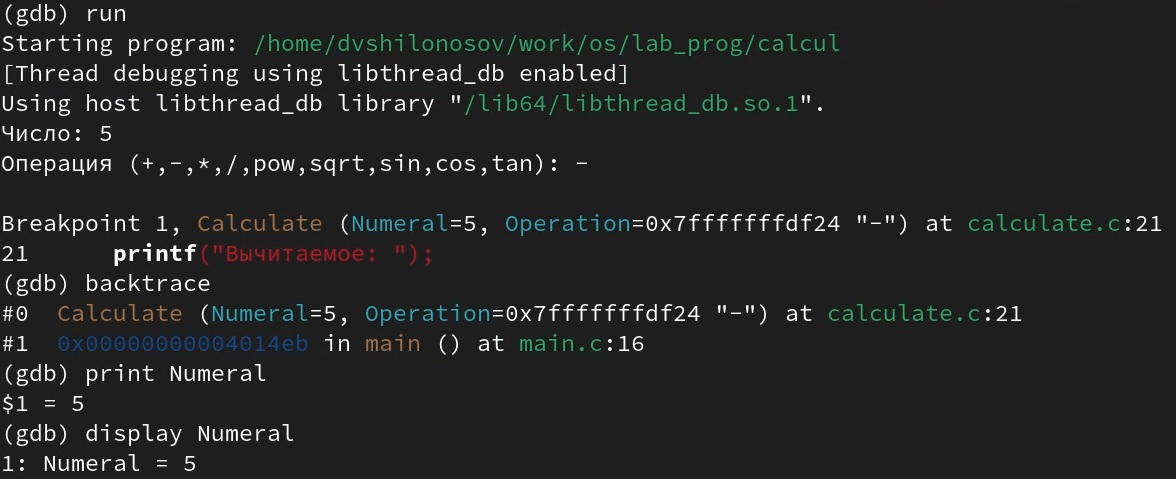 (gdb) run
Starting program: /home/dvshilonosov/work/os/lab_prog/calcul
[Thread debugging using libthread_db enabled]
Using host libthread_db library "/lib64/libthread_db.so.1".
Число: 5
Операция (+,-,*,/,pow,sqrt,sin,cos,tan): -
Breakpoint 1, Calculate (Numeral=5, Operation=0x7fffffffdf24 "-") at calculate.c:21
21 printf("Вычитаемое: ");
(gdb) backtrace
#0 Calculate (Numeral=5, Operation=0x7fffffffdf24 "-") at calculate.c:21
#1 0x00000000004014eb in main () at main.c:16
(gdb) print Numeral
$1 = 5
(gdb) display Numeral
1: Numeral = 5